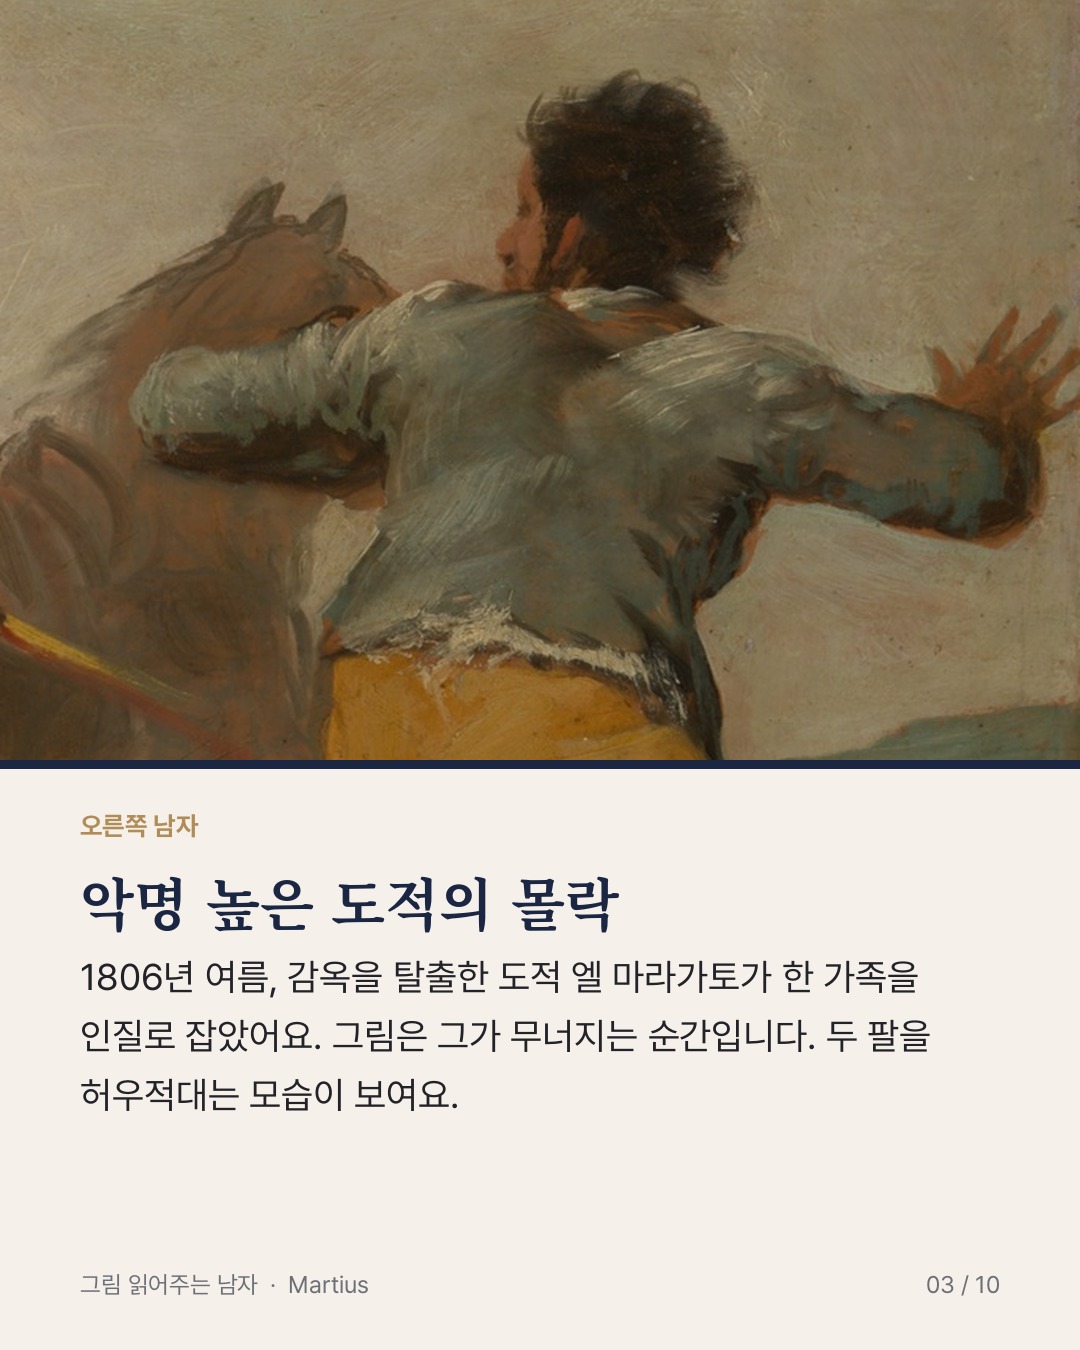 오른쪽 남자
악명 높은 도적의 몰락
1806년 여름, 감옥을 탈출한 도적 엘 마라가토가 한 가족을
인질로 잡았어요. 그림은 그가 무너지는 순간입니다. 두 팔을
허우적대는 모습이 보여요.
그림 읽어주는 남자 · Martius
03 / 10